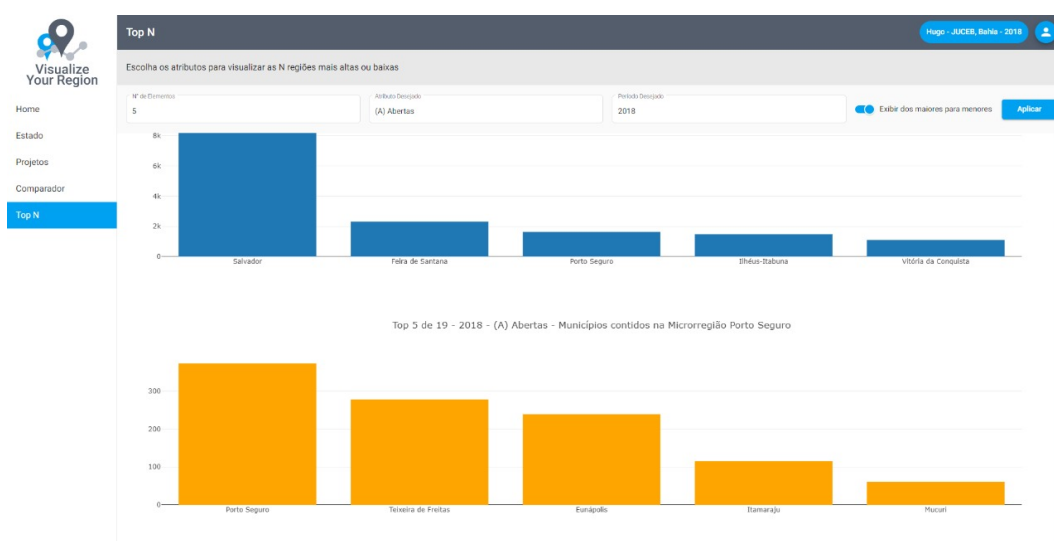 Top N
Hugo - JUCEB, Bahia - 2018
Visualize
Your Region
Escolha os atributos para visualizar as N regiões mais altas ou baixas
Home
Estado
Projetos
Comparador
Top N
Nº de Elementos
5
Atributo Desejado
(A) Abertas
Período Desejado
2018
Exibir dos maiores para menores
Aplicar
8k
6k
4k
2k
0
Salvador
Feira de Santana
Porto Seguro
Ilhéus-Itabuna
Vitória da Conquista
Top 5 de 19 - 2018 - (A) Abertas - Municípios contidos na Microrregião Porto Seguro
300
200
100
0
Porto Seguro
Teixeira de Freitas
Eunápolis
Itamaraju
Mucuri